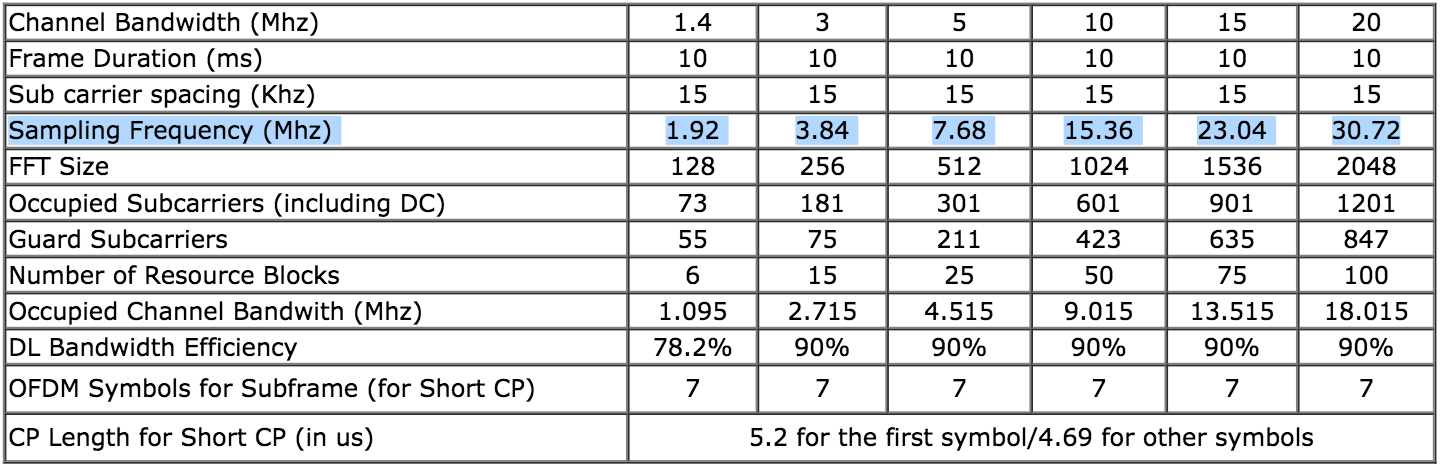 Channel Bandwidth (Mhz) 1.4 3 5 10 15 20
Frame Duration (ms) 10 10 10 10 10 10
Sub carrier spacing (Khz) 15 15 15 15 15 15
Sampling Frequency (Mhz) 1.92 3.84 7.68 15.36 23.04 30.72
FFT Size 128 256 512 1024 1536 2048
Occupied Subcarriers (including DC) 73 181 301 601 901 1201
Guard Subcarriers 55 75 211 423 635 847
Number of Resource Blocks 6 15 25 50 75 100
Occupied Channel Bandwith (Mhz) 1.095 2.715 4.515 9.015 13.515 18.015
DL Bandwidth Efficiency 78.2% 90% 90% 90% 90% 90%
OFDM Symbols for Subframe (for Short CP) 7 7 7 7 7 7
CP Length for Short CP (in us) 5.2 for the first symbol/4.69 for other symbols